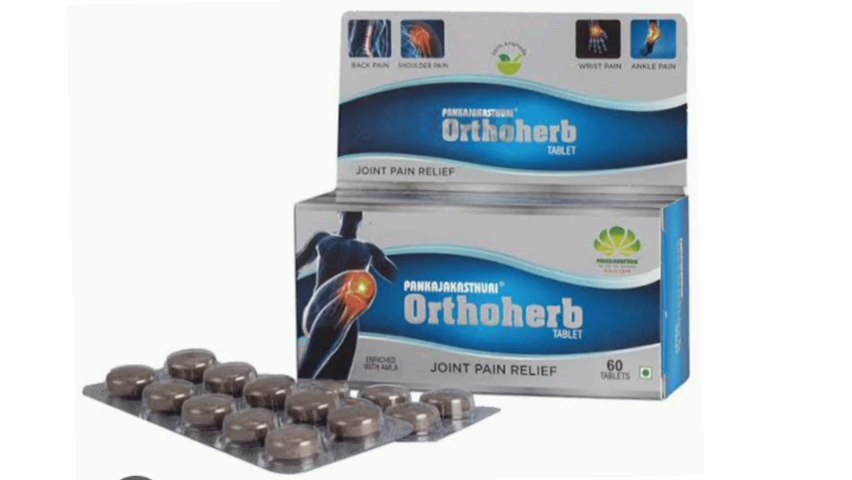 BACK PAIN
SHOULDER PAIN
WRIST PAIN
ANKLE PAIN
PANKAJAKASTHURI®
Orthoherb
TABLET
JOINT PAIN RELIEF
PANKAJAKASTHURI
PANKAJAKASTHURI®
Orthoherb
TABLET
ENRICHED
WITH AMLA
JOINT PAIN RELIEF
60
TABLETS